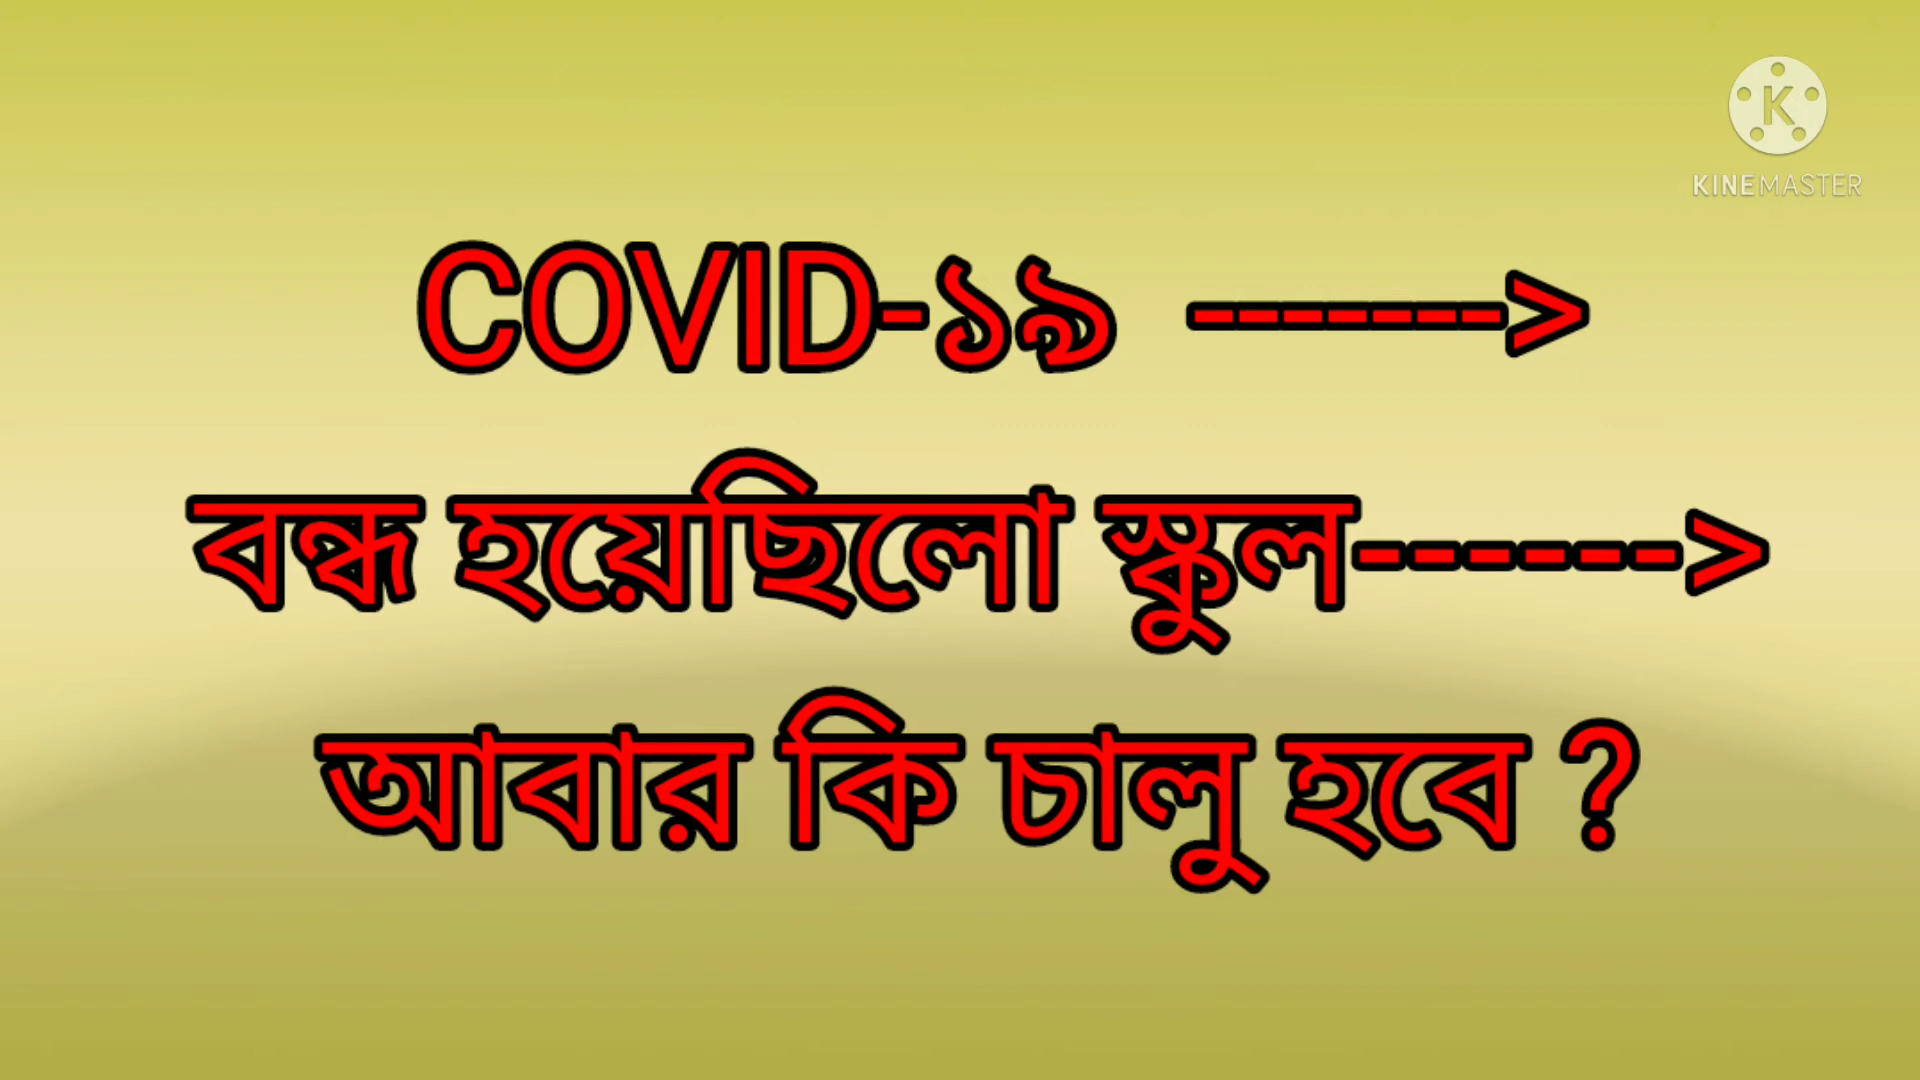 KINEMASTER
COVID-১৯ ------->
বন্ধ হয়েছিলো স্কুল------->
আবার কি চালু হবে ?